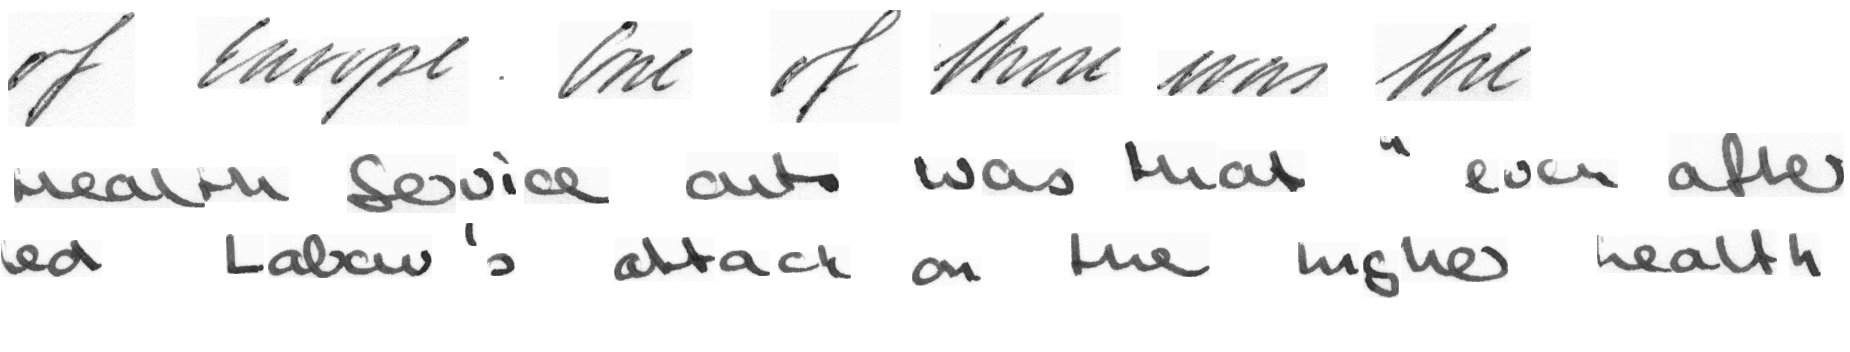 of Europe. One of these was the
Health Service cuts was that " even after
led Labour's attack on the higher health